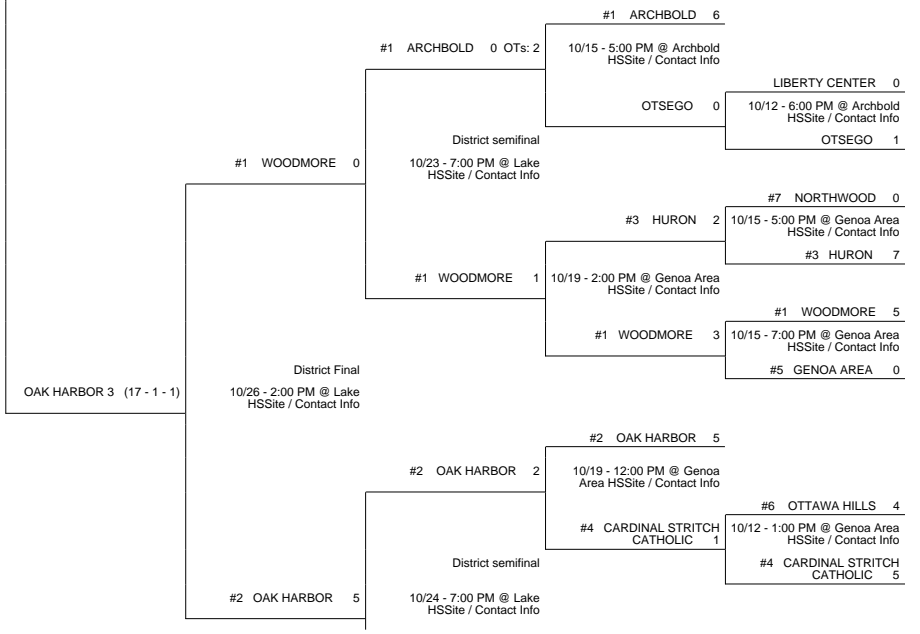 #1 ARCHBOLD 6
#1 ARCHBOLD 0 OTs: 2
10/15 - 5:00 PM @ Archbold
HSSite / Contact Info
LIBERTY CENTER 0
OTSEGO 0
10/12 - 6:00 PM @ Archbold
HSSite / Contact Info
OTSEGO 1
District semifinal
#1 WOODMORE 0
10/23 - 7:00 PM @ Lake
HSSite / Contact Info
#7 NORTHWOOD 0
#3 HURON 2
10/15 - 5:00 PM @ Genoa Area
HSSite / Contact Info
#3 HURON 7
#1 WOODMORE 1
10/19 - 2:00 PM @ Genoa Area
HSSite / Contact Info
#1 WOODMORE 5
#1 WOODMORE 3
10/15 - 7:00 PM @ Genoa Area
HSSite / Contact Info
#5 GENOA AREA 0
District Final
OAK HARBOR 3 (17 - 1 - 1)
10/26 - 2:00 PM @ Lake
HSSite / Contact Info
#2 OAK HARBOR 5
#2 OAK HARBOR 2
10/19 - 12:00 PM @ Genoa
Area HSSite / Contact Info
#6 OTTAWA HILLS 4
#4 CARDINAL STRITCH
CATHOLIC 1
10/12 - 1:00 PM @ Genoa Area
HSSite / Contact Info
#4 CARDINAL STRITCH
CATHOLIC 5
District semifinal
#2 OAK HARBOR 5
10/24 - 7:00 PM @ Lake
HSSite / Contact Info